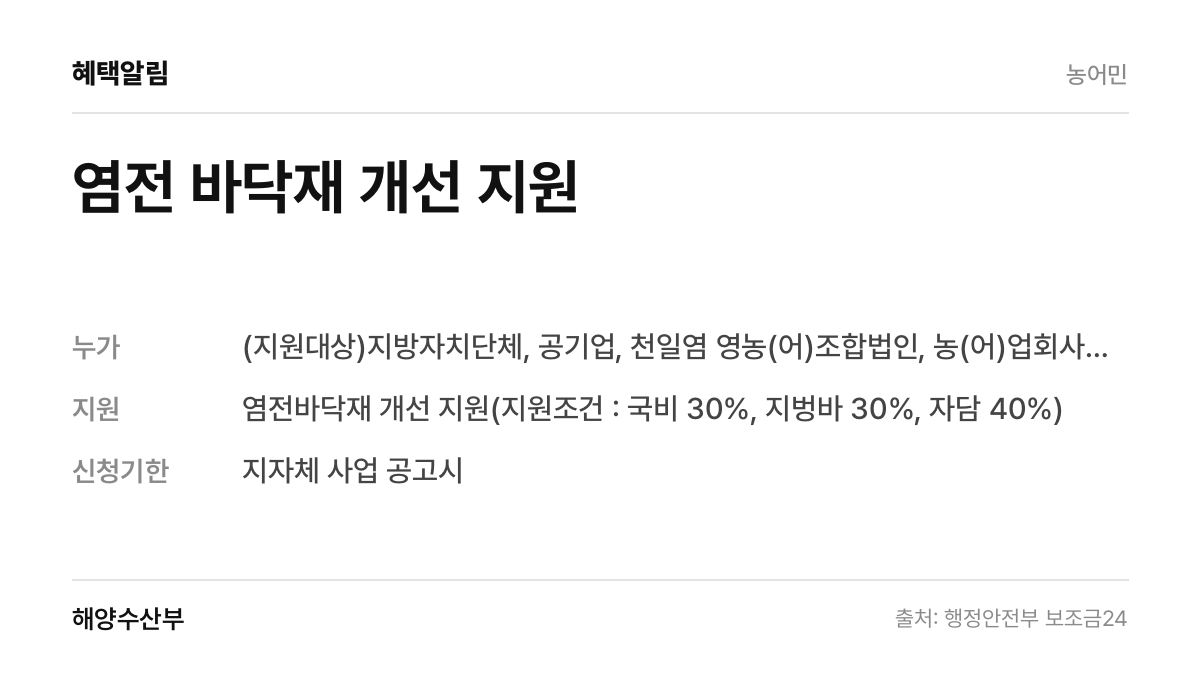 혜택알림
농어민
염전 바닥재 개선 지원
누가 (지원대상)지방자치단체, 공기업, 천일염 영농(어)조합법인, 농(어)업회사...
지원 염전바닥재 개선 지원(지원조건 : 국비 30%, 지벙바 30%, 자담 40%)
신청기한 지자체 사업 공고시
해양수산부
출처: 행정안전부 보조금24